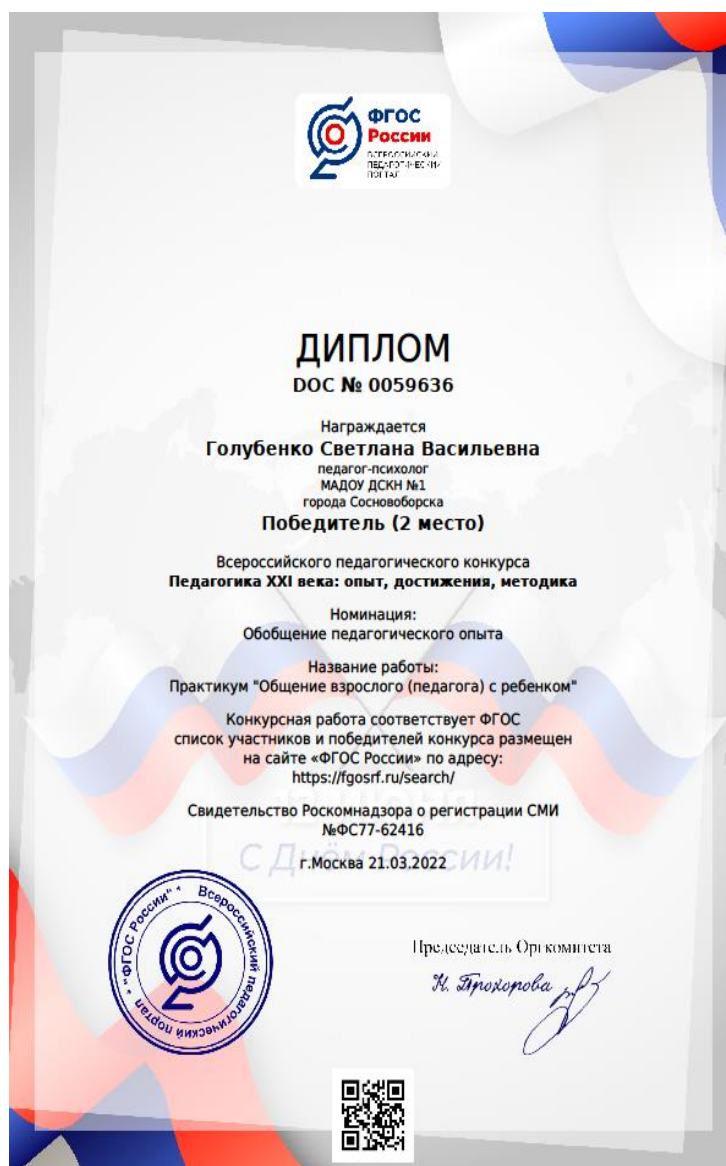 ФГОС
России
ВСЕРОССИЙСКИЙ
ПЕДАГОГИЧЕСКИЙ
ПОРТАЛ
ДИПЛОМ
DOC № 0059636
Награждается
Голубенко Светлана Васильевна
педагог-психолог
МАДОУ ДСКН №1
города Сосновоборска
Победитель (2 место)
Всероссийского педагогического конкурса
Педагогика XXI века: опыт, достижения, методика
Номинация:
Обобщение педагогического опыта
Название работы:
Практикум "Общение взрослого (педагога) с ребенком"
Конкурсная работа соответствует ФГОС
список участников и победителей конкурса размещен
на сайте «ФГОС России» по адресу:
https://fgosrf.ru/search/
Свидетельство Роскомнадзора о регистрации СМИ
№ФС77-62416
С Днём России!
г.Москва 21.03.2022
Всероссийский педагогический портал * "ФГОС России" *
Председатель Оргкомитета
Н. Прохорова